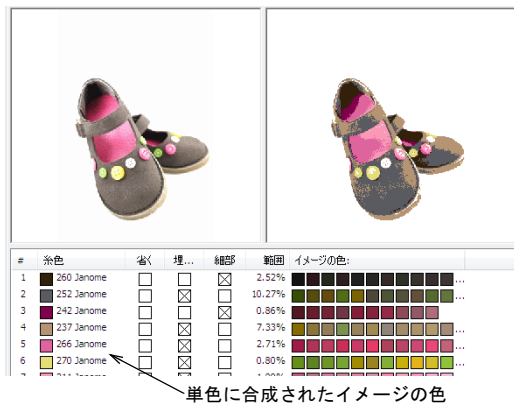 # 糸色 省く 埋... 細部 範囲 イメージの色:
1 260 Janome 2.52% ...
2 252 Janome 10.27% ...
3 242 Janome 0.86%
4 237 Janome 7.33% ...
5 266 Janome 2.71% ...
6 270 Janome 0.80% ...
単色に合成されたイメージの色